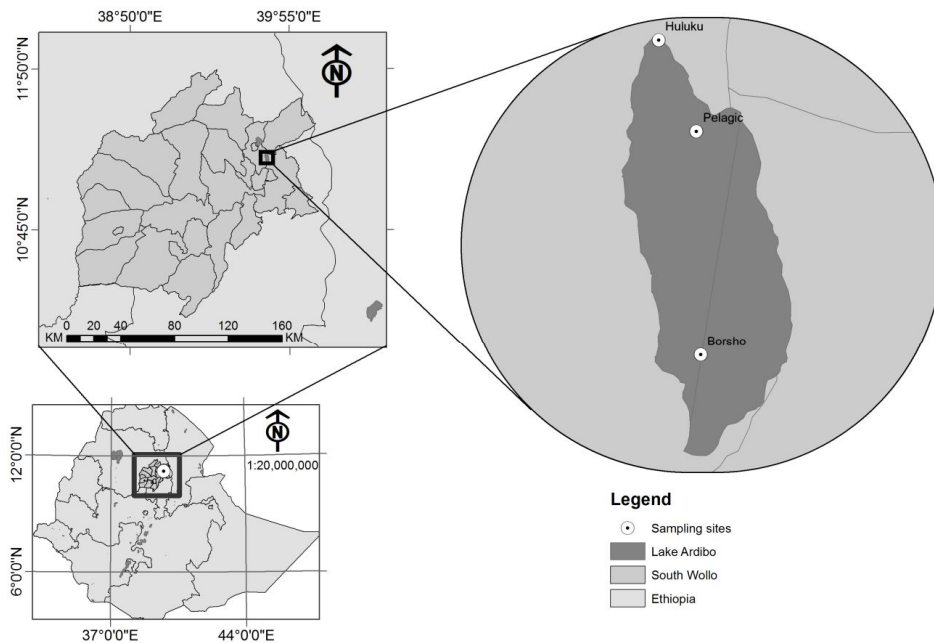 38°50'0"E
39°55'0"E
11°50'0"N
10°45'0"N
N
0 20 40 80 120 160
KM
KM
Huluku
Pelagic
Borsho
12°0'0"N
6°0'0"N
N
1:20,000,000
37°0'0"E
44°0'0"E
Legend
Sampling sites
Lake Ardibo
South Wollo
Ethiopia